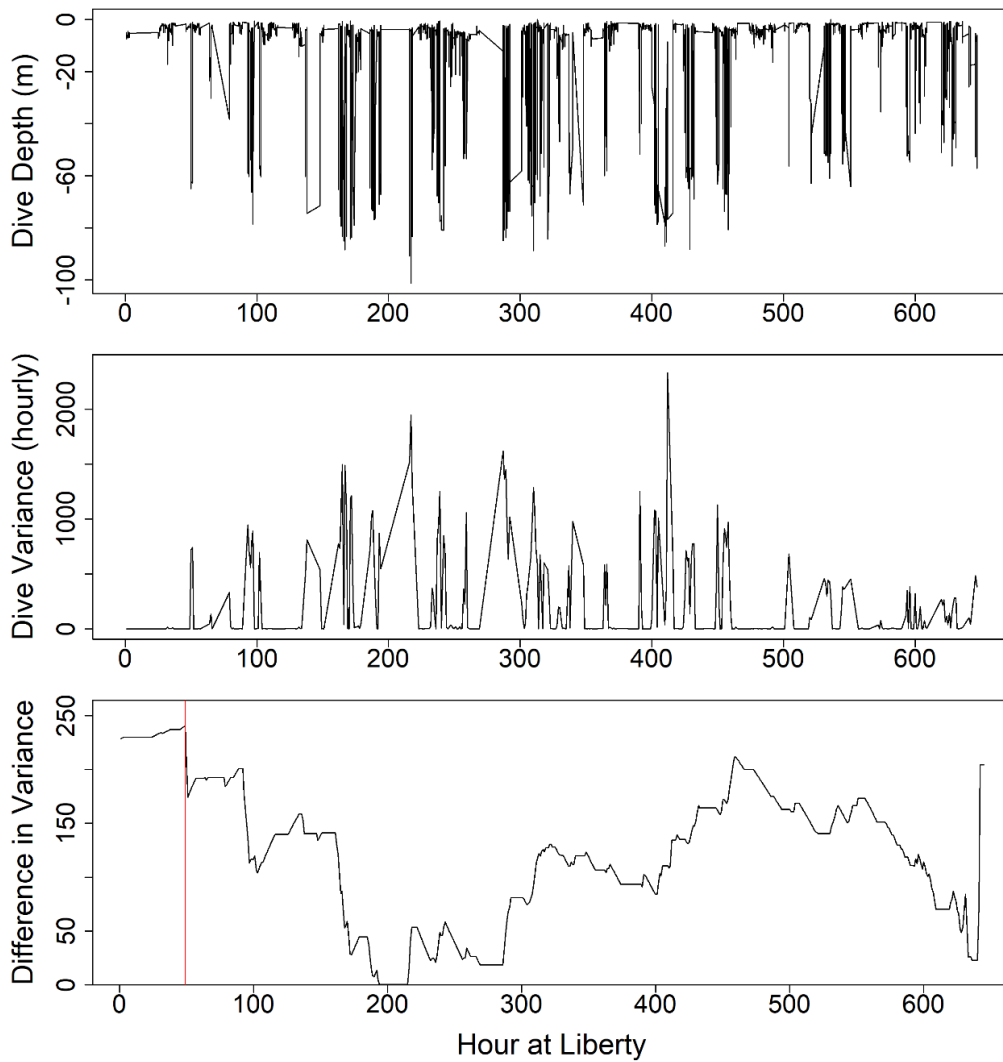 Dive Depth (m)
0
-20
-60
-100
0 100 200 300 400 500 600
Dive Variance (hourly)
2000
1000
0
0 100 200 300 400 500 600
Difference in Variance
250
150
50
0
0 100 200 300 400 500 600
Hour at Liberty